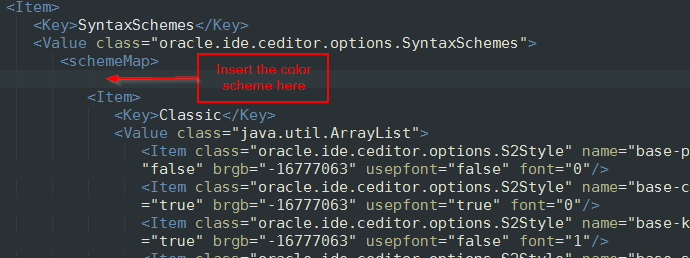 <Item>
<Key>SyntaxSchemes</Key>
<Value class="oracle.ide.ceditor.options.SyntaxSchemes">
<schemeMap>
Insert the color
scheme here
<Item>
<Key>Classic</Key>
<Value class="java.util.ArrayList">
<Item class="oracle.ide.ceditor.options.S2Style" name="base-p
"false" brgb="-16777063" usepfont="false" font="0"/>
<Item class="oracle.ide.ceditor.options.S2Style" name="base-c
="true" brgb="-16777063" usepfont="true" font="0"/>
<Item class="oracle.ide.ceditor.options.S2Style" name="base-k
="true" brgb="-16777063" usepfont="false" font="1"/>